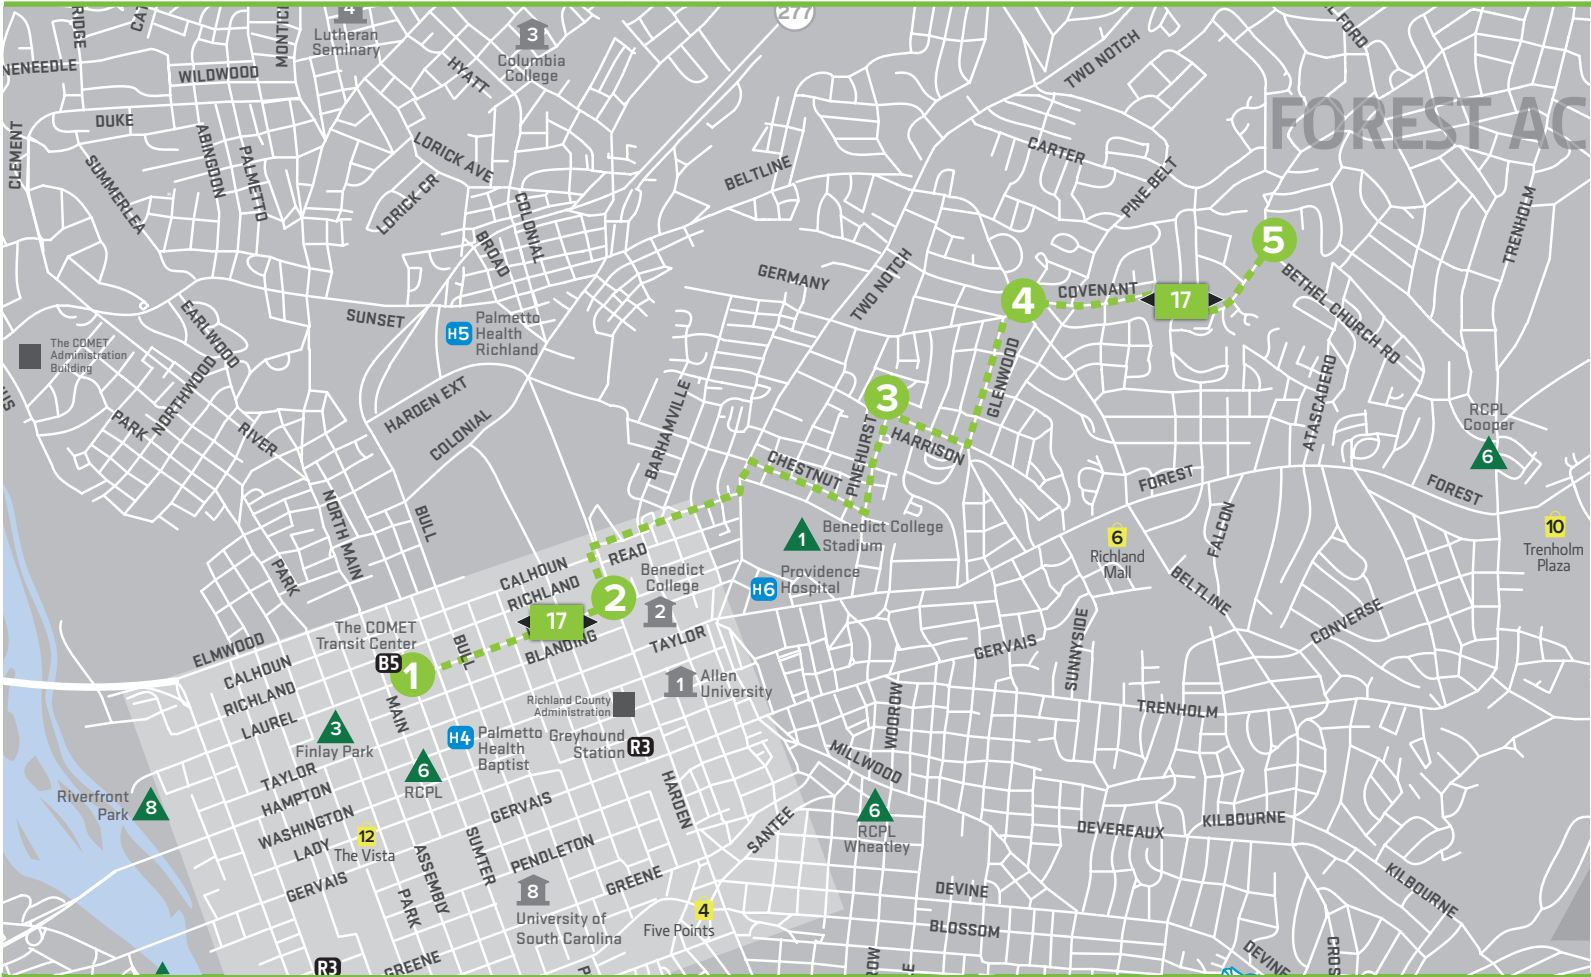 4
Lutheran
Seminary
3
Columbia
College
277
RIDGE
MONTIC
HYATT
TWO NOTCH
L FORD
NENEEDLE
WILDWOOD
DUKE
FOREST AC
CLEMENT
SUMMERLEA
ABINGDON
PALMETTO
LORICK AVE
LORICK CR
COLONIAL
BROAD
BELTLINE
CARTER
PINE BELT
TRENHOLM
GERMANY
TWO NOTCH
5
4
COVENANT
17
BETHEL CHURCH RD
EARLWOOD
SUNSET
H5
Palmetto
Health
Richland
The COMET
Administration
Building
US
NORTHWOOD
PARK
RIVER
HARDEN EXT
COLONIAL
BARHAMVILLE
3
GLENWOOD
PINEHURST
HARRISON
CHESTNUT
ATASCADERO
RCPL
Cooper
6
FOREST
FOREST
NORTH MAIN
BULL
PARK
1
Benedict College
Stadium
6
Richland
Mall
FALCON
10
Trenholm
Plaza
READ
CALHOUN
RICHLAND
Benedict
College
2
2
H6
Providence
Hospital
BELTLINE
CONVERSE
The COMET
Transit Center
B5
1
BULL
17
BLANDING
TAYLOR
GERVAIS
SUNNYSIDE
ELMWOOD
CALHOUN
RICHLAND
LAUREL
MAIN
1
Allen
University
Richland County
Administration
WOODROW
TRENHOLM
3
Finlay Park
H4
Palmetto
Health
Baptist
Greyhound
Station
R3
MILLWOOD
6
RCPL
TAYLOR
HAMPTON
WASHINGTON
LADY
GERVAIS
Riverfront
Park
8
12
The Vista
GERVAIS
HARDEN
SANTEE
6
RCPL
Wheatley
DEVEREAUX
KILBOURNE
ASSEMBLY
SUMTER
PENDLETON
PARK
8
University of
South Carolina
GREENE
4
Five Points
DEVINE
BLOSSOM
KILBOURNE
R3
GREENE
DEVINE
CROS